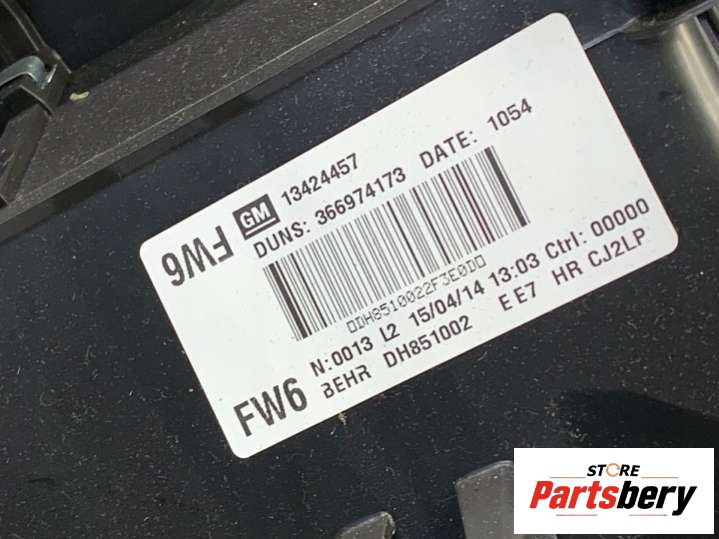 FW6 GM 13424457
DUNS: 366974173 DATE: 1054
0DH8510022F3E0D0
N:0013 L2 15/04/14 13:03 Ctrl: 00000
FW6 BEHR DH851002 E E7 HR CJ2LP
STORE
Partsbery